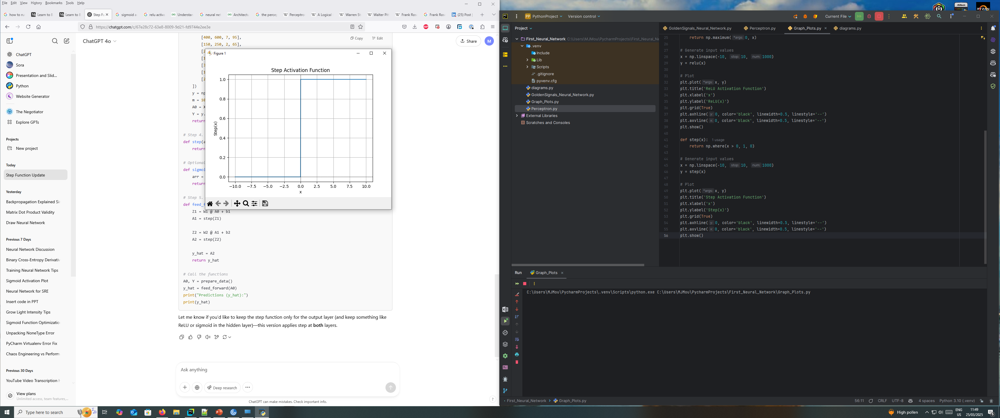 File Edit View History Bookmarks Tools Help
how to ru
Learn to B
Learn to B
Step Fu
sigmoid a
relu activa
Understan
neural net
Architectu
the percep
Perceptro
A Logical
Warren St
Walter Pit
Frank Ros
Frank Ros
(25) Post |
https://chatgpt.com/c/67e28c72-63e8-8009-9d21-fd9744e2ee3e
ChatGPT 4o
Share
M
ChatGPT
Sora
Presentation and Slid...
Python
Website Generator
The Negotiator
Explore GPTs
Projects
New project
Today
Step Function Update
Yesterday
Backpropagation Explained Si
Matrix Dot Product Validity
Draw Neural Network
Previous 7 Days
Neural Network Discussion
Binary Cross-Entropy Derivativ
Training Neural Network Tips
Sigmoid Activation Plot
Neural Network for SRE
Insert code in PPT
Grow Light Intensity Tips
Sigmoid Function Optimizatio
Unpacking NoneType Error
PyCharm Virtualenv Error Fix
Chaos Engineering vs Perform
Previous 30 Days
YouTube Video Transcription
View plans
Unlimited access, team features,...
Copy Edit
[400, 600, 7, 95],
[150, 250, 2, 65],
[2
[1
[3
[1
[2
])
y = np
m = 10
A0 = X
Y = y.
return
# Step 4.
def step(a
return
# Optional
def sigmoi
arr =
return
# Step 5.
def feed_f
Z1 = W1 @ A0 + b1
A1 = step(Z1)
Z2 = W2 @ A1 + b2
A2 = step(Z2)
y_hat = A2
return y_hat
# Call the functions
A0, Y = prepare_data()
y_hat = feed_forward(A0)
print("Predictions (y_hat):")
print(y_hat)
Let me know if you'd like to keep the step function only for the output layer (and keep something like
ReLU or sigmoid in the hidden layer)—this version applies step at both layers.
Ask anything
Deep research
ChatGPT can make mistakes. Check important info.
?
Figure 1
Step Activation Function
1.0
0.8
0.6
0.4
0.2
0.0
Step(x)
−10.0 −7.5 −5.0 −2.5 0.0 2.5 5.0 7.5 10.0
x
PC
PP PythonProject
Version control
Current File
Project
First_Neural_Network C:\Users\MJMou\PycharmProjects\First_Neural_Ne
.venv
Include
Lib
Scripts
.gitignore
pyvenv.cfg
diagrams.py
GoldenSignals_Neural_Network.py
Graph_Plots.py
Perceptron.py
External Libraries
Scratches and Consoles
GoldenSignals_Neural_Network.py
Perceptron.py
Graph_Plots.py
diagrams.py
25 return np.maximum( *args: 0, x)
26
27 # Generate input values
28 x = np.linspace(-10, stop: 10, num: 1000)
29 y = relu(x)
30
31 # Plot
32 plt.plot( *args: x, y)
33 plt.title('ReLU Activation Function')
34 plt.xlabel('x')
35 plt.ylabel('ReLU(x)')
36 plt.grid(True)
37 plt.axhline( y: 0, color='black', linewidth=0.5, linestyle='--')
38 plt.axvline( x: 0, color='black', linewidth=0.5, linestyle='--')
39 plt.show()
40
41 def step(x): 1 usage
42 return np.where(x > 0, 1, 0)
43
44 # Generate input values
45 x = np.linspace(-10, stop: 10, num: 1000)
46 y = step(x)
47
48 # Plot
49 plt.plot( *args: x, y)
50 plt.title('Step Activation Function')
51 plt.xlabel('x')
52 plt.ylabel('Step(x)')
53 plt.grid(True)
54 plt.axhline( y: 0, color='black', linewidth=0.5, linestyle='--')
55 plt.axvline( x: 0, color='black', linewidth=0.5, linestyle='--')
56 plt.show()
Run Graph_Plots
C:\Users\MJMou\PycharmProjects\.venv\Scripts\python.exe C:\Users\MJMou\PycharmProjects\First_Neural_Network\Graph_Plots.py
First_Neural_Network > Graph_Plots.py
56:11 CRLF UTF-8 4 spaces Python 3.10 (.venv)
Type here to search
High pollen
ENG
US
11:49
25/03/2025